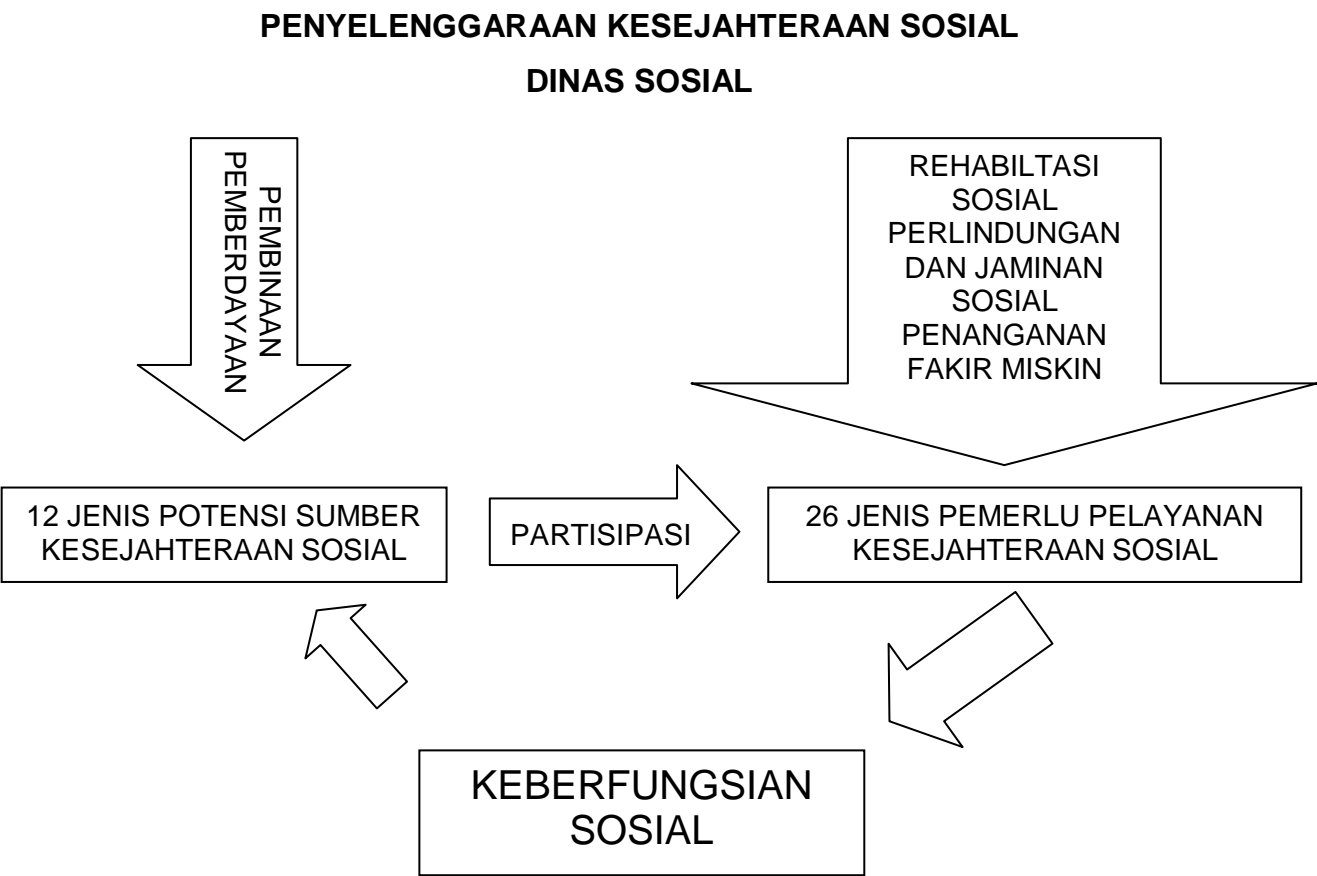 PENYELENGGARAAN KESEJAHTERAAN SOSIAL
DINAS SOSIAL
PEMBINAAN
PEMBERDAYAAN
REHABILTASI
SOSIAL
PERLINDUNGAN
DAN JAMINAN
SOSIAL
PENANGANAN
FAKIR MISKIN
12 JENIS POTENSI SUMBER
KESEJAHTERAAN SOSIAL
PARTISIPASI
26 JENIS PEMERLU PELAYANAN
KESEJAHTERAAN SOSIAL
KEBERFUNGSIAN
SOSIAL